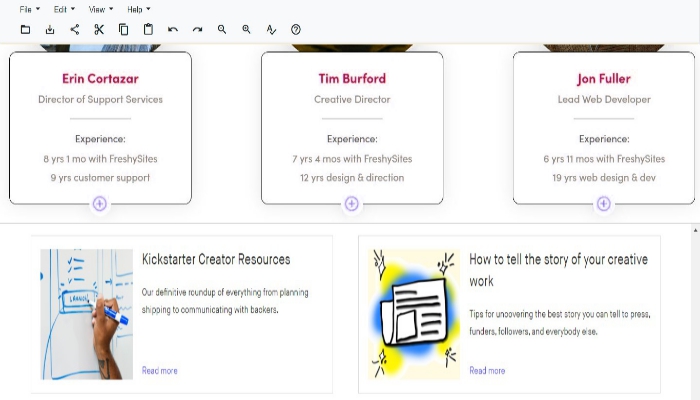 File Edit View Help
Erin Cortazar
Director of Support Services
Experience:
8 yrs 1 mo with FreshySites
9 yrs customer support
Tim Burford
Creative Director
Experience:
7 yrs 4 mos with FreshySites
12 yrs design & direction
Jon Fuller
Lead Web Developer
Experience:
6 yrs 11 mos with FreshySites
19 yrs web design & dev
Kickstarter Creator Resources
Our definitive roundup of everything from planning
shipping to communicating with backers.
Read more
How to tell the story of your creative
work
Tips for uncovering the best story you can tell to press,
funders, followers, and everybody else.
Read more